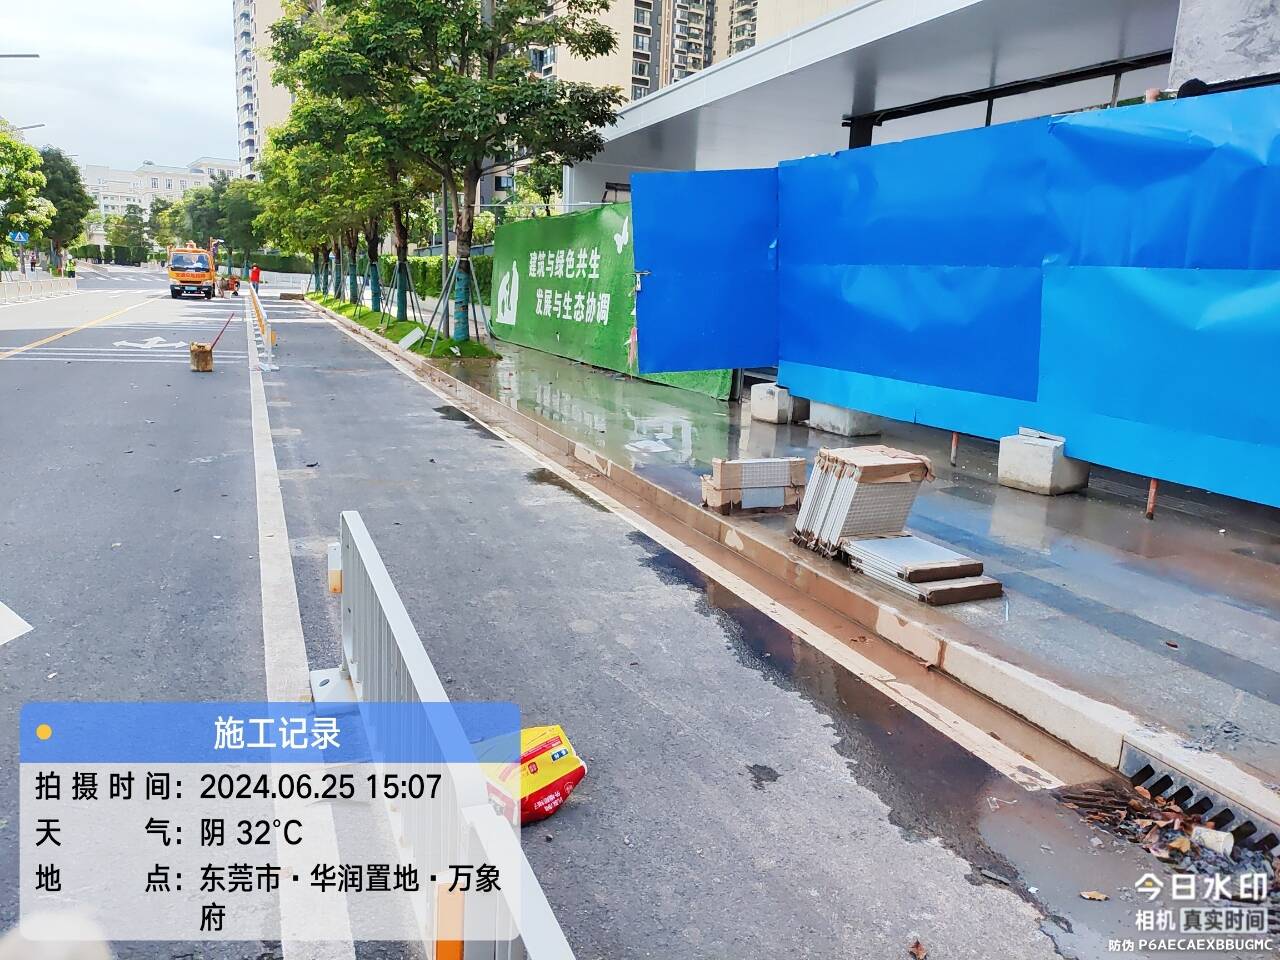 建筑与绿色共生
发展与生态协调
施工记录
拍摄时间：2024.06.25 15:07
天气：阴 32°C
地点：东莞市·华润置地·万象
府
今日水印
相机 真实时间
防伪 P6AECAEXBBUGMC